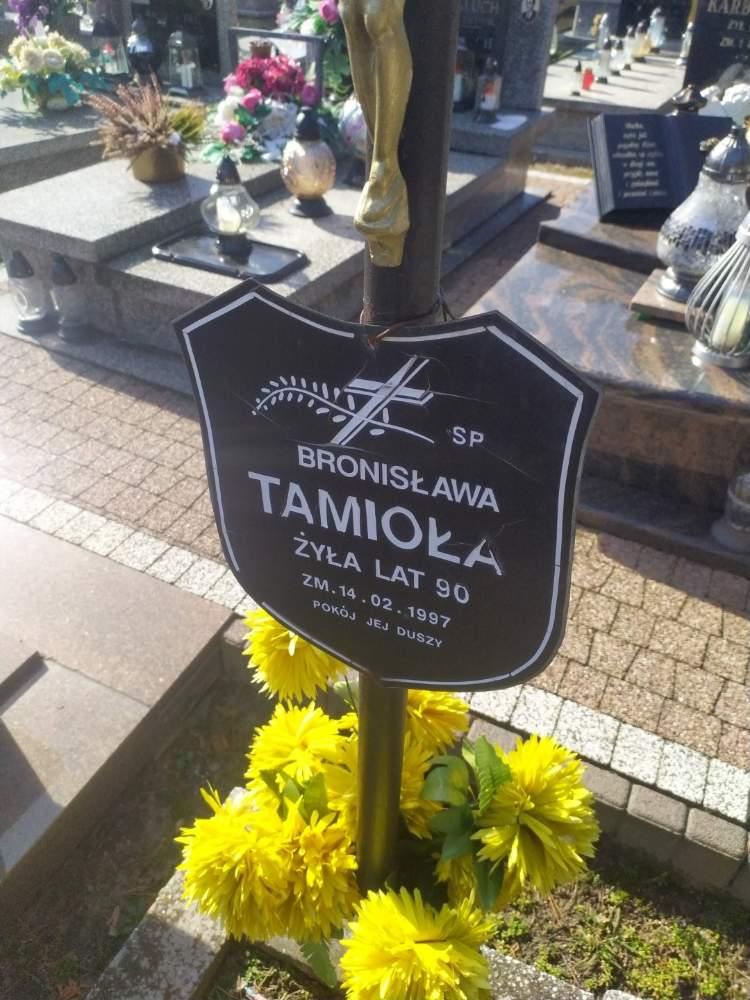 SP
BRONISŁAWA
TAMIOŁA
ŻYŁA LAT 90
ZM. 14. 02. 1997
POKÓJ JEJ DUSZY